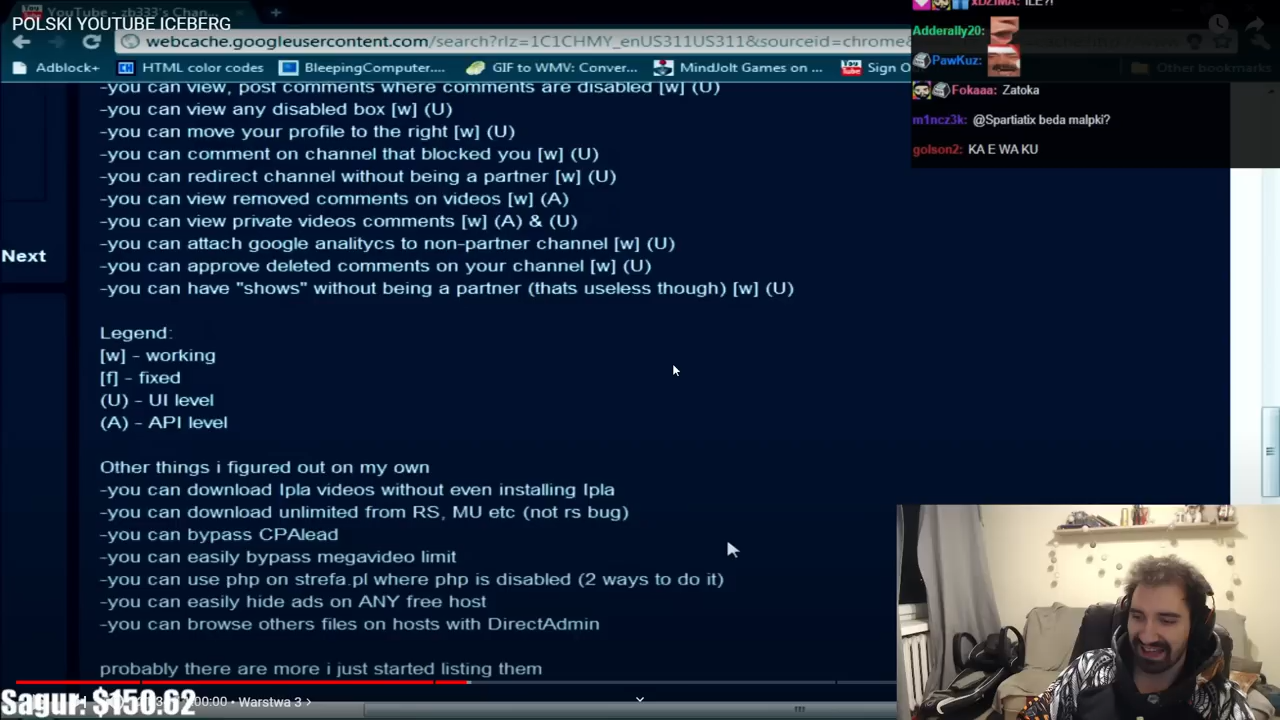 POLSKI YOUTUBE ICEBERG
YouTube - zb333's Chan...
webcache.googleusercontent.com/search?rlz=1C1CHMY_enUS311US311&sourceid=chrome&
Adblock+ HTML color codes BleepingComputer.... GIF to WMV: Conver... MindJolt Games on ... Sign O Other bookmarks
xDZIMA: ILE?!
Adderally20:
PawKuz:
Fokaaa: Zatoka
m1ncz3k: @Spartiatix beda malpki?
golson2: KA E WA KU
-you can view, post comments where comments are disabled [w] (U)
-you can view any disabled box [w] (U)
-you can move your profile to the right [w] (U)
-you can comment on channel that blocked you [w] (U)
-you can redirect channel without being a partner [w] (U)
-you can view removed comments on videos [w] (A)
-you can view private videos comments [w] (A) & (U)
-you can attach google analitycs to non-partner channel [w] (U)
-you can approve deleted comments on your channel [w] (U)
-you can have "shows" without being a partner (thats useless though) [w] (U)
Next
Legend:
[w] - working
[f] - fixed
(U) - UI level
(A) - API level
Other things i figured out on my own
-you can download Ipla videos without even installing Ipla
-you can download unlimited from RS, MU etc (not rs bug)
-you can bypass CPAlead
-you can easily bypass megavideo limit
-you can use php on strefa.pl where php is disabled (2 ways to do it)
-you can easily hide ads on ANY free host
-you can browse others files on hosts with DirectAdmin
probably there are more i just started listing them
Sagur: $150.62
:00:00 • Warstwa 3